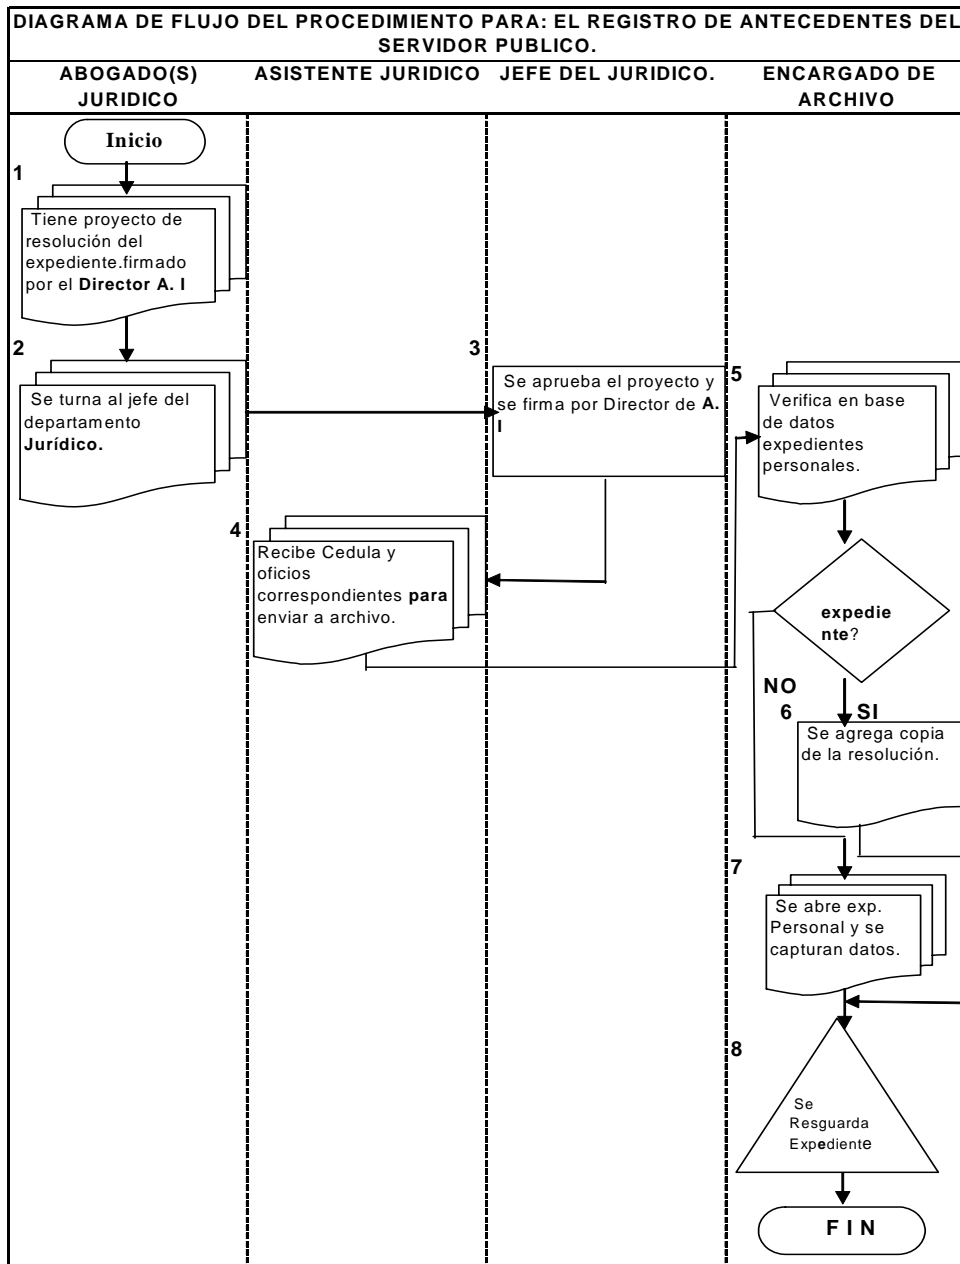 DIAGRAMA DE FLUJO DEL PROCEDIMIENTO PARA: EL REGISTRO DE ANTECEDENTES DEL
SERVIDOR PUBLICO.
ABOGADO(S)
JURIDICO
ASISTENTE JURIDICO
JEFE DEL JURIDICO.
ENCARGADO DE
ARCHIVO
Inicio
1
Tiene proyecto de
resolución del
expediente.firmado
por el Director A. I
2
Se turna al jefe del
departamento
Jurídico.
3
Se aprueba el proyecto y
se firma por Director de A.
I
4
Recibe Cedula y
oficios
correspondientes para
enviar a archivo.
5
Verifica en base
de datos
expedientes
personales.
expedie
nte?
NO
SI
6
Se agrega copia
de la resolución.
7
Se abre exp.
Personal y se
capturan datos.
8
Se
Resguarda
Expediente
F I N